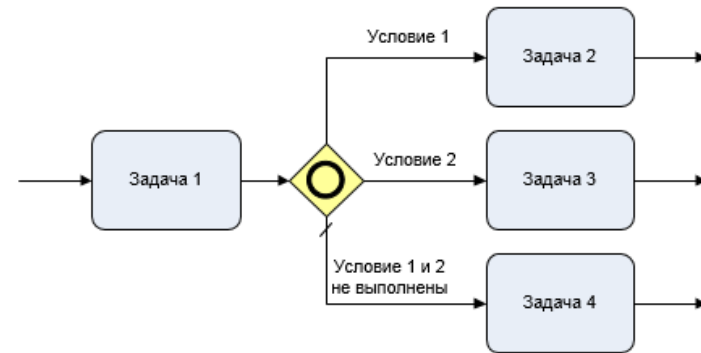 Условие 1
Задача 2
Задача 1
Условие 2
Задача 3
Условие 1 и 2
не выполнены
Задача 4